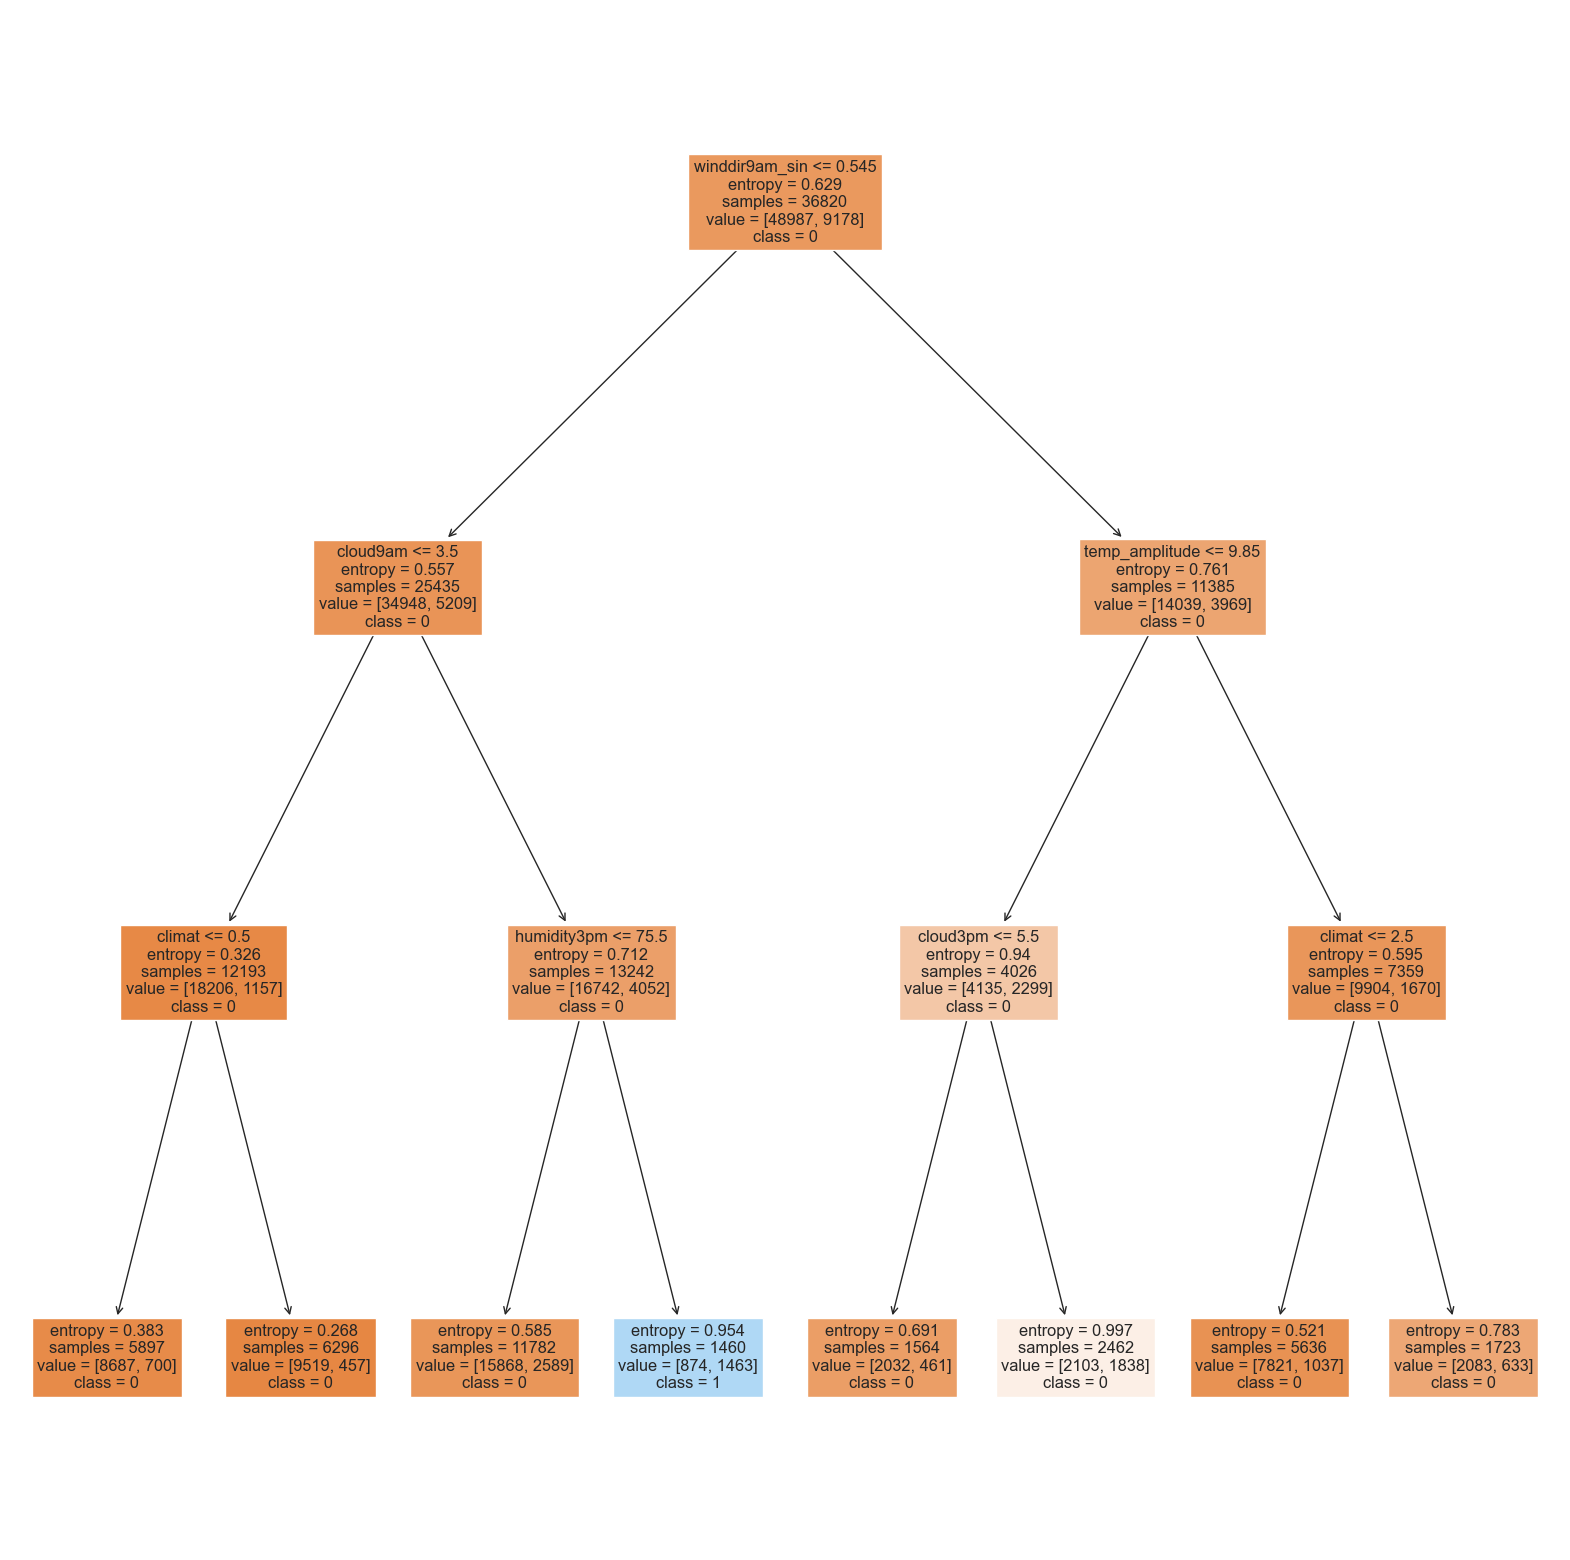 winddir9am_sin <= 0.545
entropy = 0.629
samples = 36820
value = [48987, 9178]
class = 0
cloud9am <= 3.5
entropy = 0.557
samples = 25435
value = [34948, 5209]
class = 0
temp_amplitude <= 9.85
entropy = 0.761
samples = 11385
value = [14039, 3969]
class = 0
climat <= 0.5
entropy = 0.326
samples = 12193
value = [18206, 1157]
class = 0
humidity3pm <= 75.5
entropy = 0.712
samples = 13242
value = [16742, 4052]
class = 0
cloud3pm <= 5.5
entropy = 0.94
samples = 4026
value = [4135, 2299]
class = 0
climat <= 2.5
entropy = 0.595
samples = 7359
value = [9904, 1670]
class = 0
entropy = 0.383
samples = 5897
value = [8687, 700]
class = 0
entropy = 0.268
samples = 6296
value = [9519, 457]
class = 0
entropy = 0.585
samples = 11782
value = [15868, 2589]
class = 0
entropy = 0.954
samples = 1460
value = [874, 1463]
class = 1
entropy = 0.691
samples = 1564
value = [2032, 461]
class = 0
entropy = 0.997
samples = 2462
value = [2103, 1838]
class = 0
entropy = 0.521
samples = 5636
value = [7821, 1037]
class = 0
entropy = 0.783
samples = 1723
value = [2083, 633]
class = 0